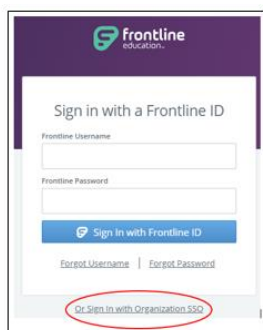 frontline
education™
Sign in with a Frontline ID
Frontline Username
Frontline Password
Sign In with Frontline ID
Forgot Username | Forgot Password
Or Sign In with Organization SSO